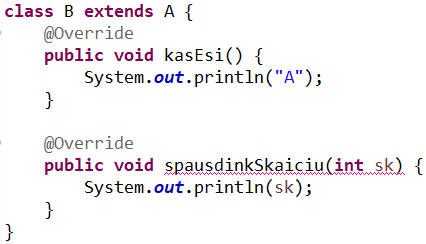 class B extends A {
@Override
public void kasEsi() {
System.out.println("A");
}
@Override
public void spausdinkSkaiciu(int sk) {
System.out.println(sk);
}
}